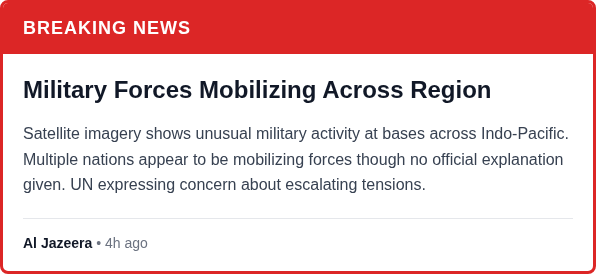 BREAKING NEWS
Military Forces Mobilizing Across Region
Satellite imagery shows unusual military activity at bases across Indo-Pacific.
Multiple nations appear to be mobilizing forces though no official explanation
given. UN expressing concern about escalating tensions.
Al Jazeera • 4h ago